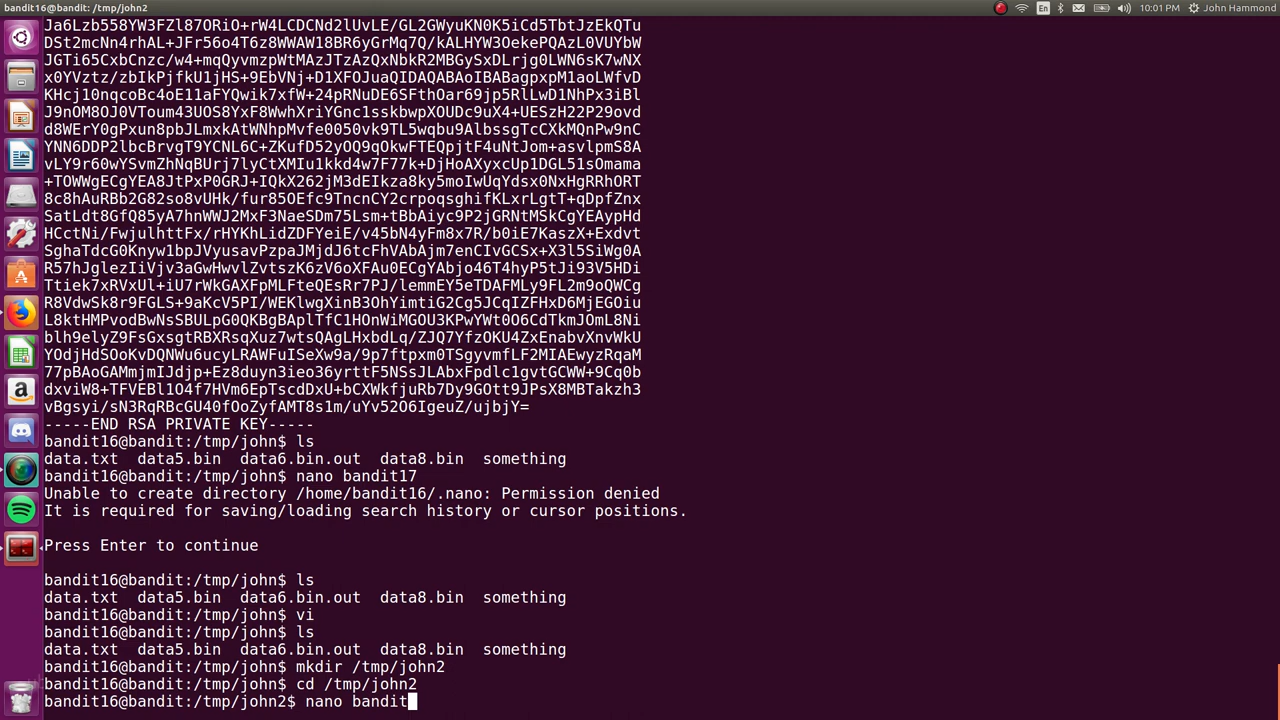 bandit16@bandit: /tmp/john2
En
10:01 PM
John Hammond
Ja6Lzb558YW3FZl87ORiO+rW4LCDCNd2lUvLE/GL2GWyuKN0K5iCd5TbtJzEkQTu
DSt2mcNn4rhAL+JFr56o4T6z8WWAW18BR6yGrMq7Q/kALHYW3OekePQAzL0VUYbW
JGTi65CxbCnzc/w4+mqQyvmzpWtMAzJTzAzQxNbkR2MBGySxDLrjg0LWN6sK7wNX
x0YVztz/zbIkPjfkU1jHS+9EbVNj+D1XFOJuaQIDAQABAoIBABagpxpM1aoLWfvD
KHcj10nqcoBc4oE11aFYQwik7xfW+24pRNuDE6SFthOar69jp5RlLwD1NhPx3iBl
J9nOM8OJ0VToum43UOS8YxF8WwhXriYGnc1sskbwpXOUDc9uX4+UESzH22P29ovd
d8WErY0gPxun8pbJLmxkAtWNhpMvfe0050vk9TL5wqbu9AlbssgTcCXkMQnPw9nC
YNN6DDP2lbcBrvgT9YCNL6C+ZKufD52yOQ9qOkwFTEQpjtF4uNtJom+asvlpmS8A
vLY9r60wYSvmZhNqBUrj7lyCtXMIu1kkd4w7F77k+DjHoAXyxcUp1DGL51sOmama
+TOWWgECgYEA8JtPxP0GRJ+IQkX262jM3dEIkza8ky5moIwUqYdsx0NxHgRRhORT
8c8hAuRBb2G82so8vUHk/fur85OEfc9TncnCY2crpoqsghifKLxrLgtT+qDpfZnx
SatLdt8GfQ85yA7hnWWJ2MxF3NaeSDm75Lsm+tBbAiyc9P2jGRNtMSkCgYEAypHd
HCctNi/FwjulhttFx/rHYKhLidZDFYeiE/v45bN4yFm8x7R/b0iE7KaszX+Exdvt
SghaTdcG0Knyw1bpJVyusavPzpaJMjdJ6tcFhVAbAjm7enCIvGCSx+X3l5SiWg0A
R57hJglezIiVjv3aGwHwvlZvtszK6zV6oXFAu0ECgYAbjo46T4hyP5tJi93V5HDi
Ttiek7xRVxUl+iU7rWkGAXFpMLFteQEsRr7PJ/lemmEY5eTDAFMLy9FL2m9oQWCg
R8VdwSk8r9FGLS+9aKcV5PI/WEKlwgXinB3OhYimtiG2Cg5JCqIZFHxD6MjEGOiu
L8ktHMPvodBwNsSBULpG0QKBgBAplTfC1HOnWiMGOU3KPwYWt0O6CdTkmJOmL8Ni
blh9elyZ9FsGxsgtRBXRsqXuz7wtsQAgLHxbdLq/ZJQ7YfzOKU4ZxEnabvXnvWkU
YOdjHdSOoKvDQNWu6ucyLRAWFuISeXw9a/9p7ftpxm0TSgyvmfLF2MIAEwyzRqaM
77pBAoGAMmjmIJdjp+Ez8duyn3ieo36yrttF5NSsJLAbxFpdlc1gvtGCWW+9Cq0b
dxviW8+TFVEBl1O4f7HVm6EpTscdDxU+bCXWkfjuRb7Dy9GOtt9JPsX8MBTakzh3
vBgsyi/sN3RqRBcGU40fOoZyfAMT8s1m/uYv52O6IgeuZ/ujbjY=
-----END RSA PRIVATE KEY-----
bandit16@bandit:/tmp/john$ ls
data.txt  data5.bin  data6.bin.out  data8.bin  something
bandit16@bandit:/tmp/john$ nano bandit17
Unable to create directory /home/bandit16/.nano: Permission denied
It is required for saving/loading search history or cursor positions.
Press Enter to continue
bandit16@bandit:/tmp/john$ ls
data.txt  data5.bin  data6.bin.out  data8.bin  something
bandit16@bandit:/tmp/john$ vi
bandit16@bandit:/tmp/john$ ls
data.txt  data5.bin  data6.bin.out  data8.bin  something
bandit16@bandit:/tmp/john$ mkdir /tmp/john2
bandit16@bandit:/tmp/john$ cd /tmp/john2
bandit16@bandit:/tmp/john2$ nano bandit